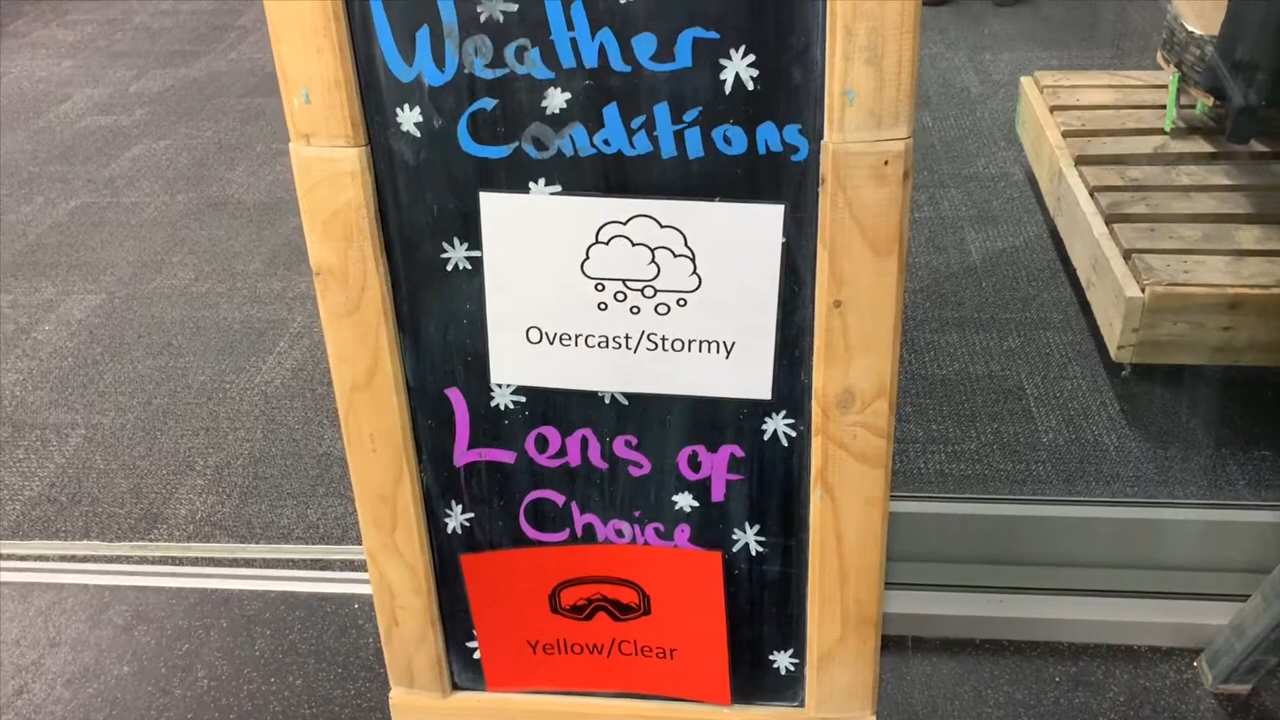 Weather
Conditions
Overcast/Stormy
Lens of
Choice
Yellow/Clear